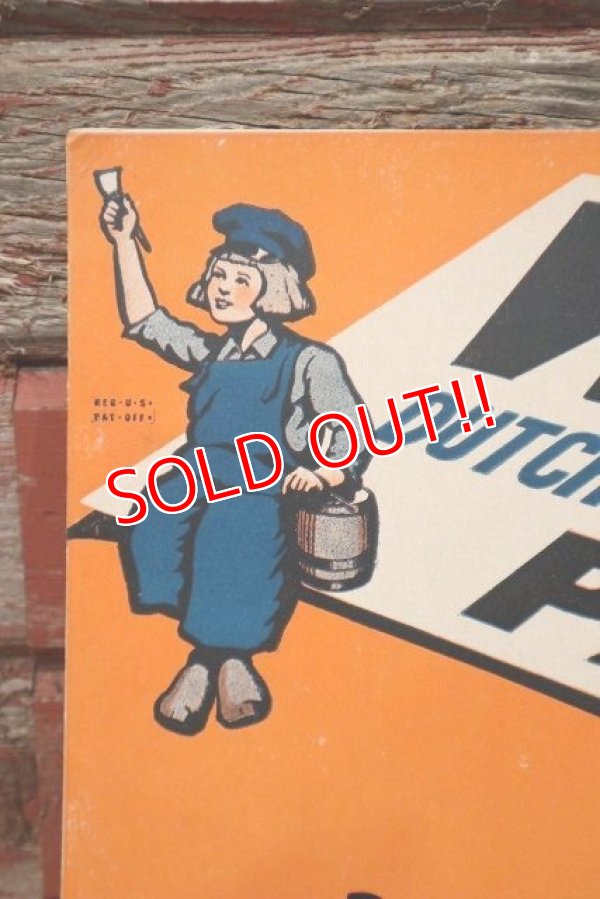 REG·U·S·
PAT·OFF·
SOLD OUT!!
DUTCH